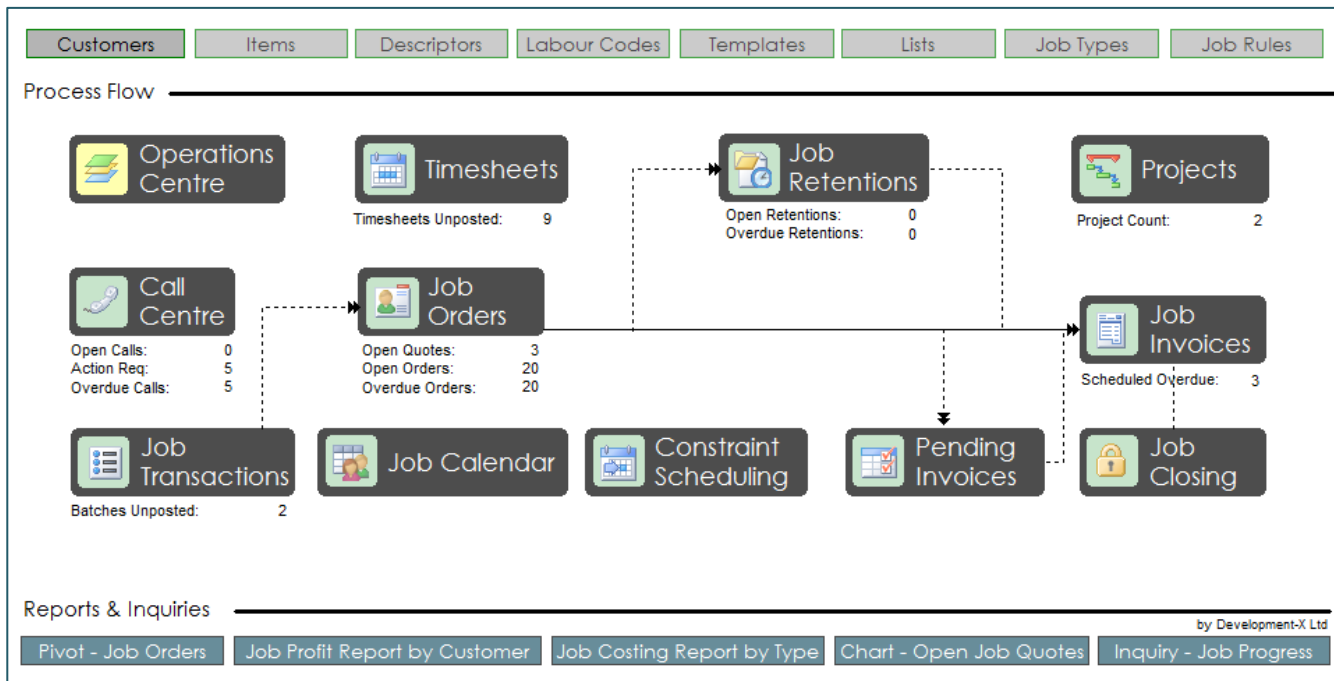 Customers
Items
Descriptors
Labour Codes
Templates
Lists
Job Types
Job Rules
Process Flow
Operations
Centre
Timesheets
Timesheets Unposted: 9
Job
Retentions
Open Retentions: 0
Overdue Retentions: 0
Projects
Project Count: 2
Call
Centre
Open Calls: 0
Action Req: 5
Overdue Calls: 5
Job
Orders
Open Quotes: 3
Open Orders: 20
Overdue Orders: 20
Job
Invoices
Scheduled Overdue: 3
Job
Transactions
Batches Unposted: 2
Job Calendar
Constraint
Scheduling
Pending
Invoices
Job
Closing
Reports & Inquiries
by Development-X Ltd
Pivot - Job Orders
Job Profit Report by Customer
Job Costing Report by Type
Chart - Open Job Quotes
Inquiry - Job Progress